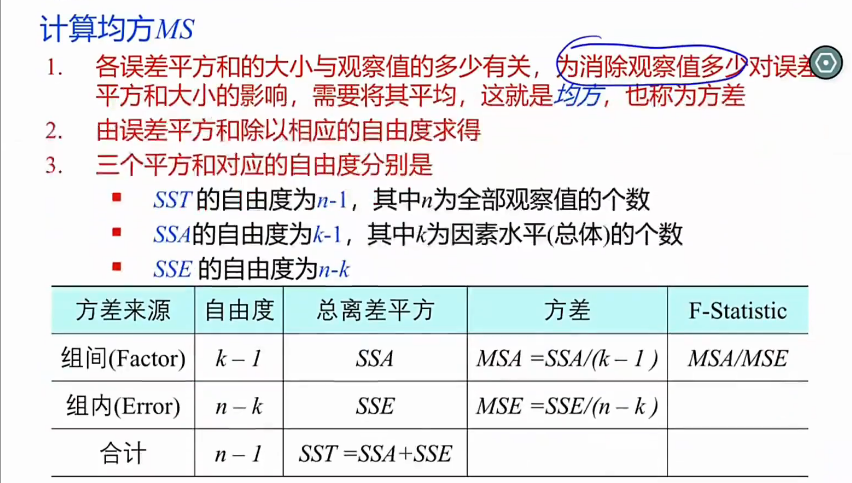 计算均方MS
1. 各误差平方和的大小与观察值的多少有关，为消除观察值多少对误差
平方和大小的影响，需要将其平均，这就是均方，也称为方差
2. 由误差平方和除以相应的自由度求得
3. 三个平方和对应的自由度分别是
▪ SST 的自由度为n-1，其中n为全部观察值的个数
▪ SSA的自由度为k-1，其中k为因素水平(总体)的个数
▪ SSE 的自由度为n-k
方差来源 自由度 总离差平方 方差 F-Statistic
组间(Factor) k – 1 SSA MSA =SSA/(k – 1 ) MSA/MSE
组内(Error) n – k SSE MSE =SSE/(n – k )
合计 n – 1 SST =SSA+SSE